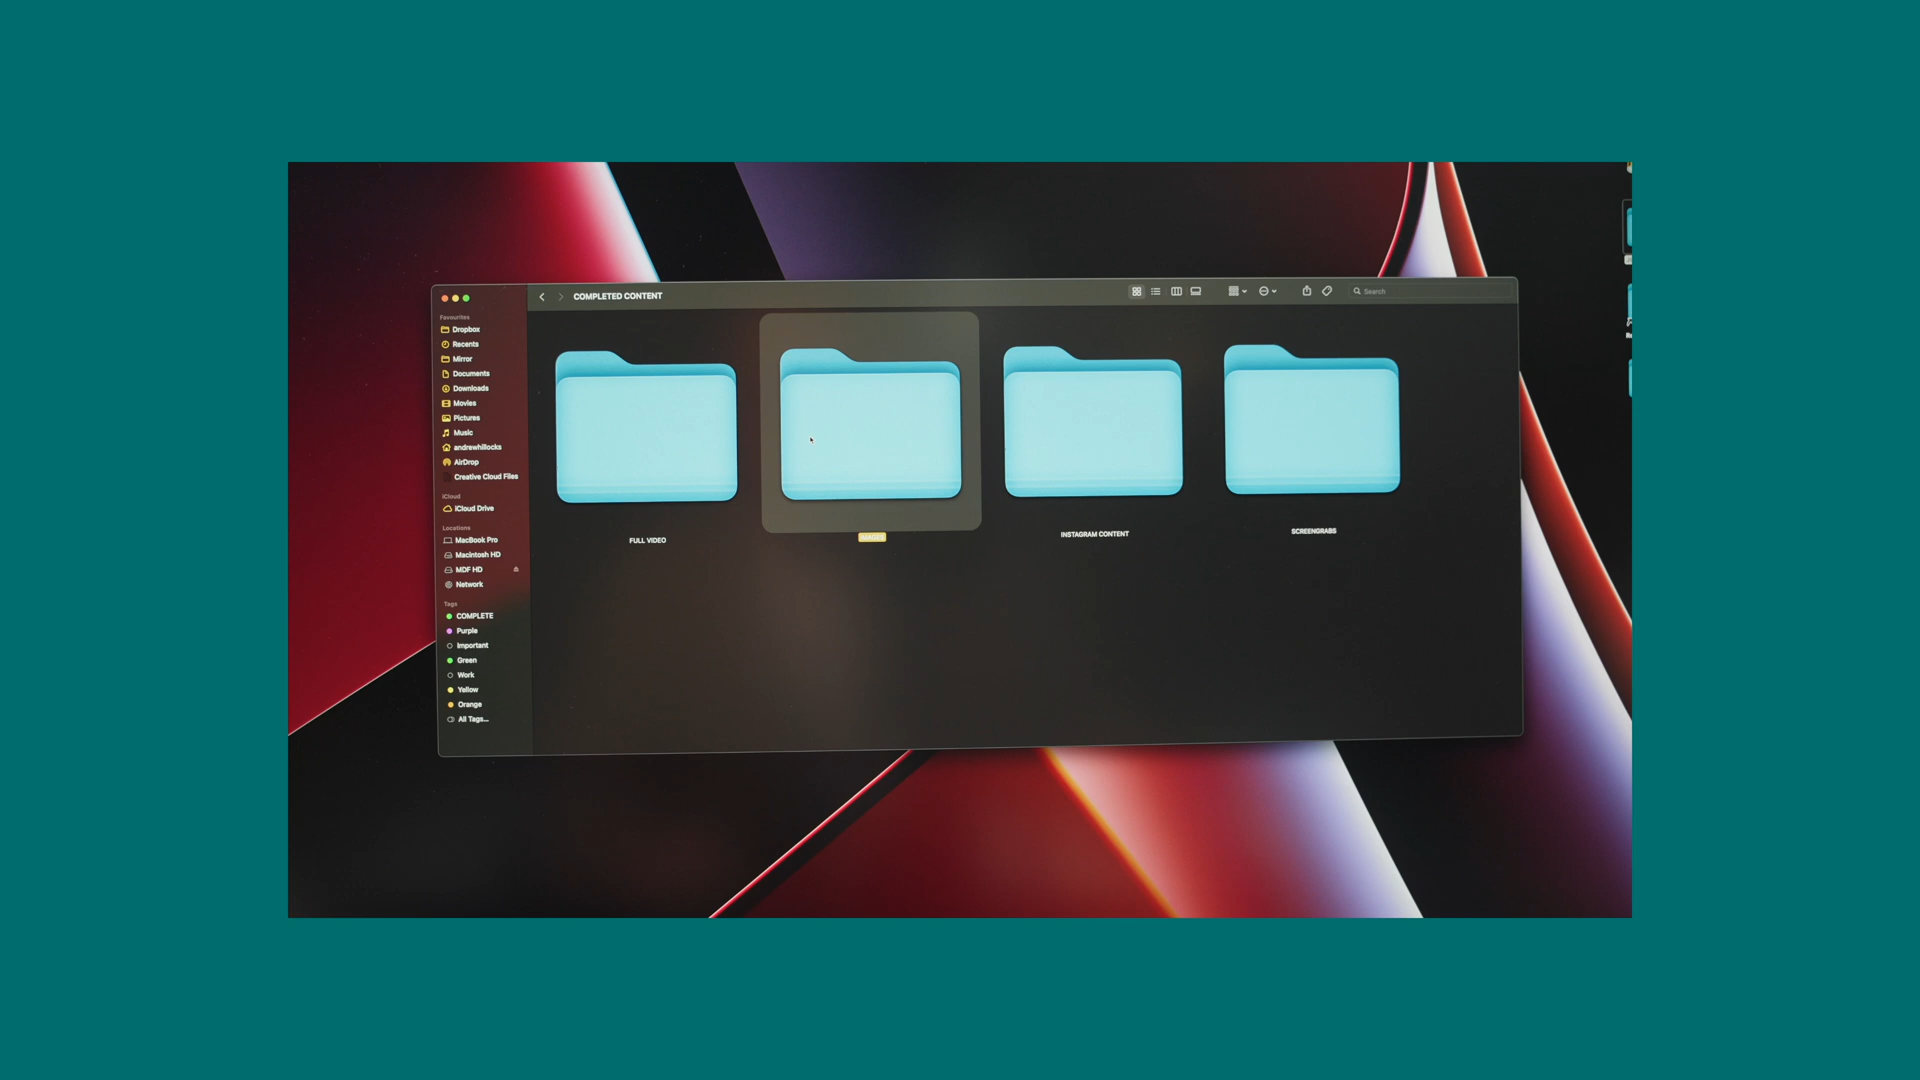 COMPLETED CONTENT
Search
Favourites
Dropbox
Recents
Mirror
Documents
Downloads
Movies
Pictures
Music
andrewhillocks
AirDrop
Creative Cloud Files
iCloud
iCloud Drive
Locations
MacBook Pro
Macintosh HD
MDF HD
Network
Tags
COMPLETE
Purple
Important
Green
Work
Yellow
Orange
All Tags...
FULL VIDEO
IMAGES
INSTAGRAM CONTENT
SCREENGRABS